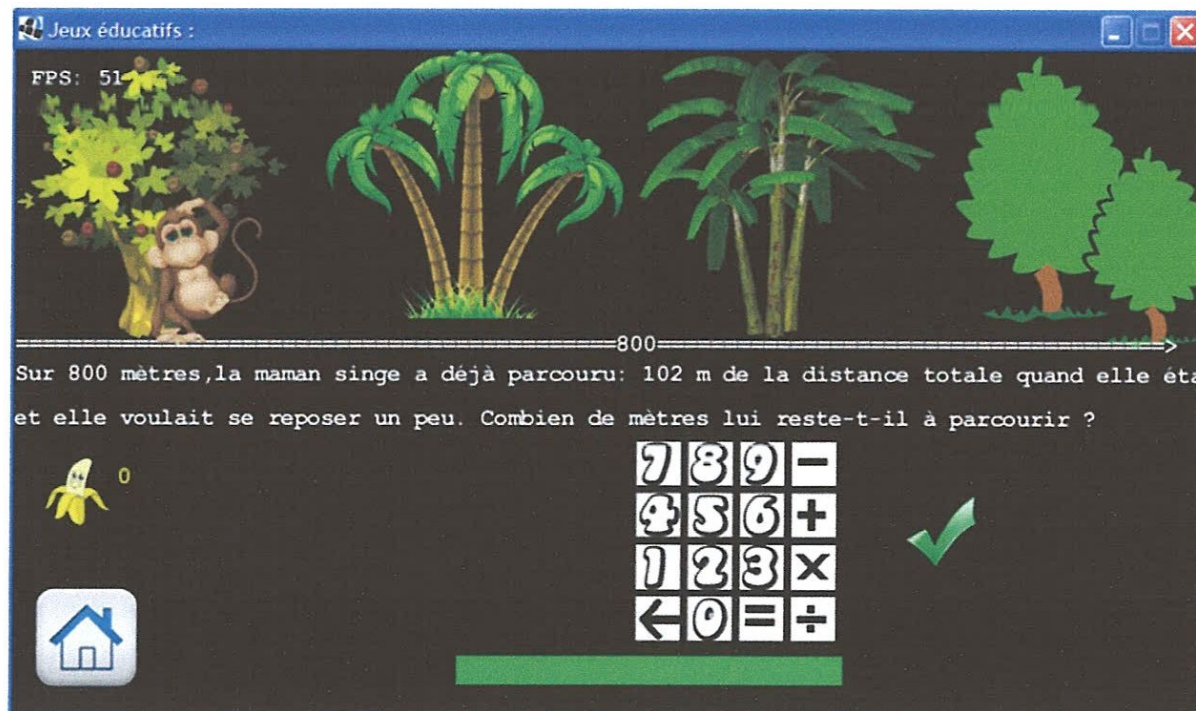 Jeux éducatifs :
FPS: 51
800
Sur 800 mètres,la maman singe a déjà parcouru: 102 m de la distance totale quand elle éta
et elle voulait se reposer un peu. Combien de mètres lui reste-t-il à parcourir ?
0
7 8 9 -
4 5 6 +
1 2 3 ×
← 0 = ÷